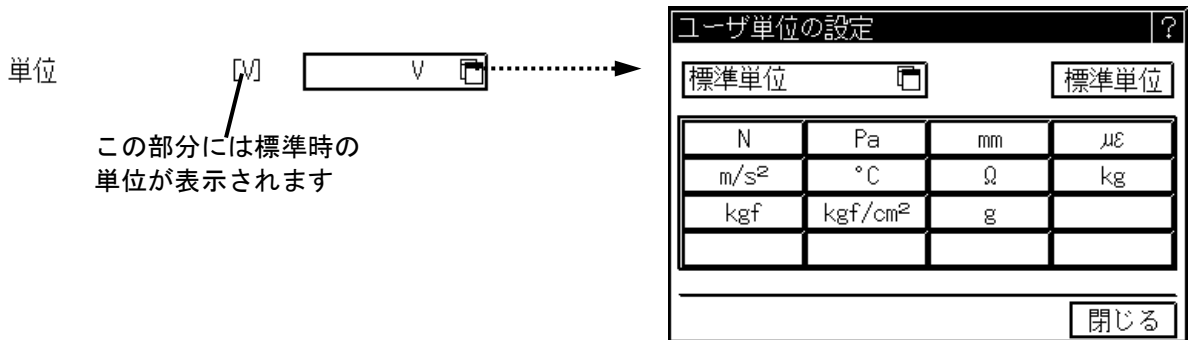 単位 [V] V
この部分には標準時の
単位が表示されます
ユーザ単位の設定 ?
標準単位 標準単位
N Pa mm με
m/s² °C Ω kg
kgf kgf/cm² g
閉じる